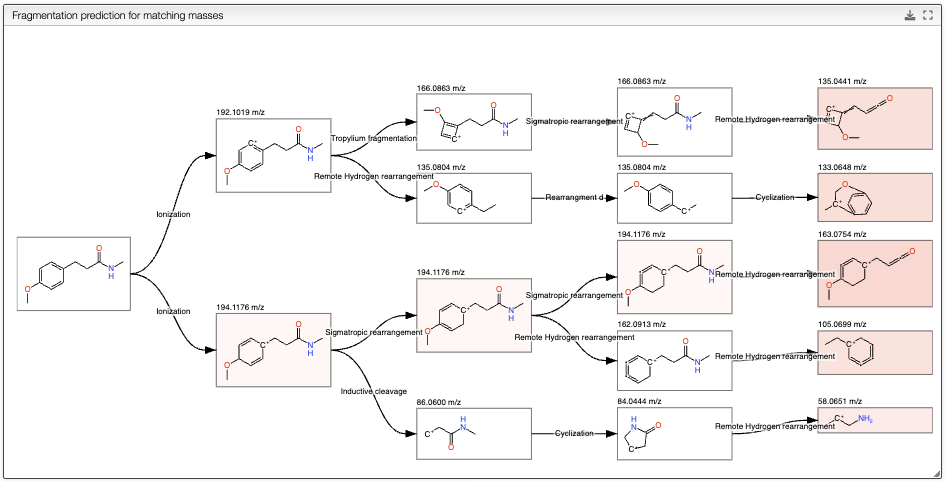 Fragmentation prediction for matching masses
192.1019 m/z
166.0863 m/z
166.0863 m/z
135.0441 m/z
Tropylium fragmentation
Sigmatropic rearrangement
Remote Hydrogen rearrangement
Remote Hydrogen rearrangement
135.0804 m/z
135.0804 m/z
133.0648 m/z
Rearrangment d
Cyclization
Ionization
Ionization
194.1176 m/z
194.1176 m/z
194.1176 m/z
163.0754 m/z
Sigmatropic rearrangement
Sigmatropic rearrangement
Remote Hydrogen rearrangement
Remote Hydrogen rearrangement
162.0913 m/z
105.0699 m/z
Remote Hydrogen rearrangement
Inductive cleavage
86.0600 m/z
84.0444 m/z
58.0651 m/z
Cyclization
Remote Hydrogen rearrangement
O
N
H
O
C+
NH2